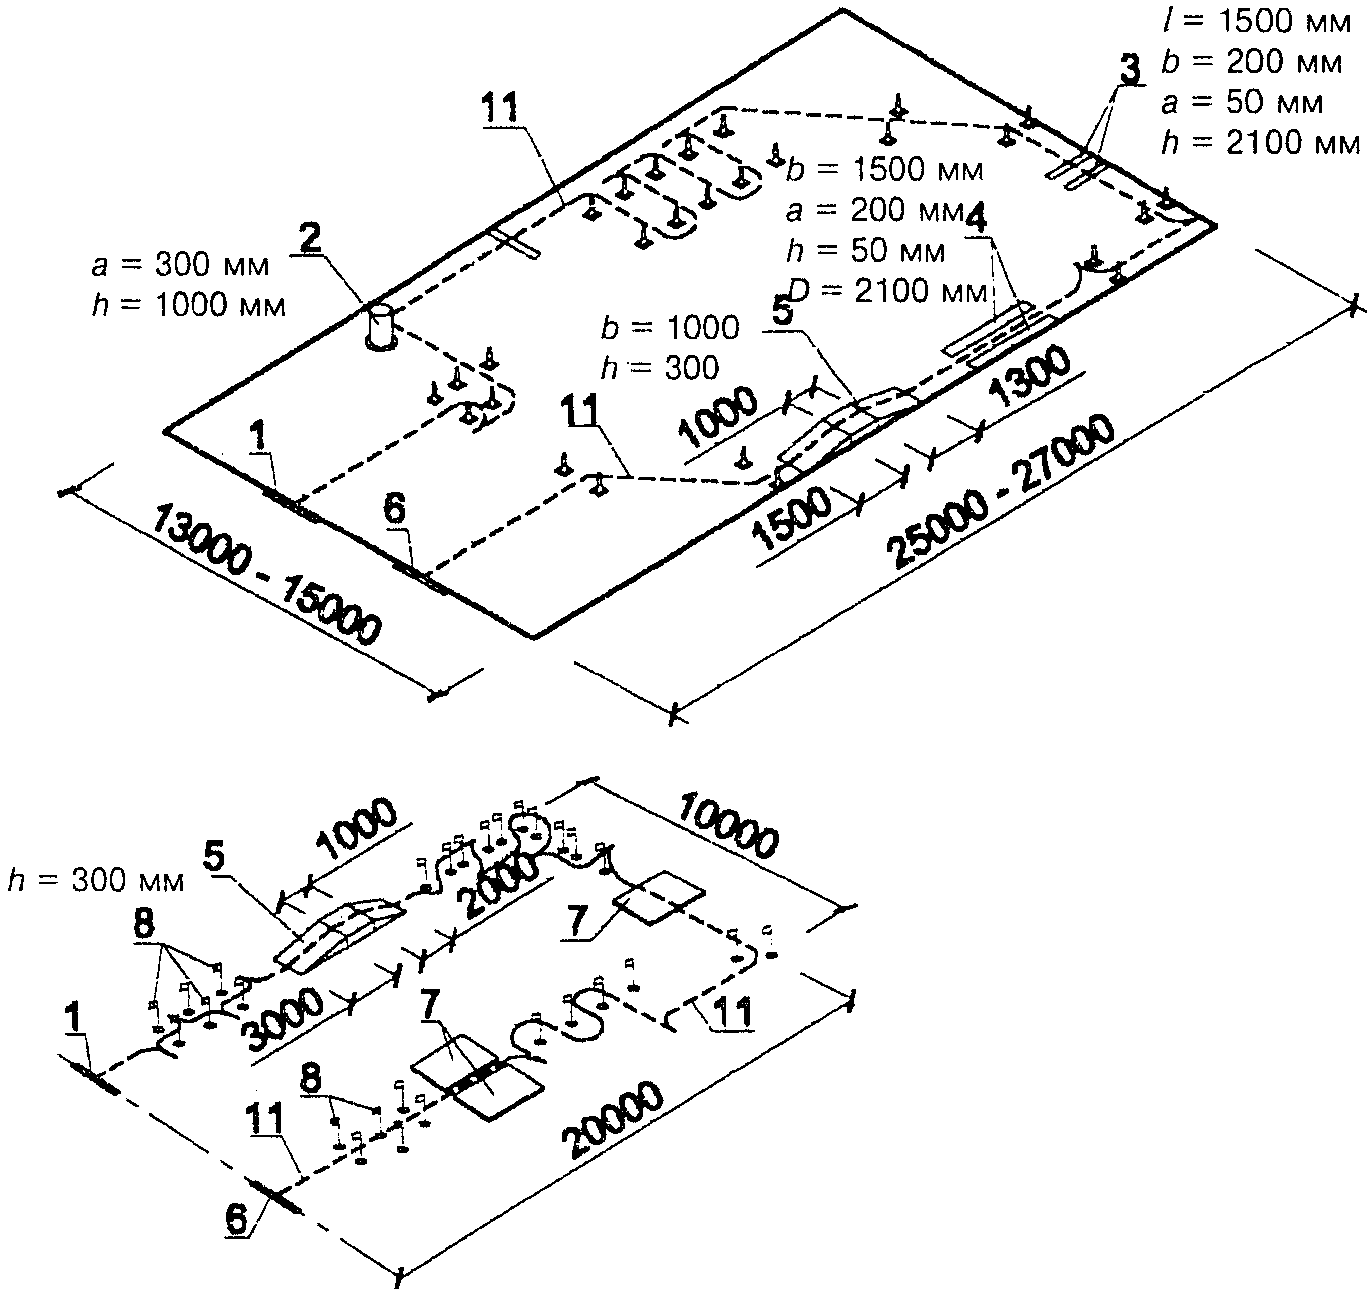 l = 1500 мм
b = 200 мм
a = 50 мм
h = 2100 мм
3
11
b = 1500 мм
a = 200 мм
h = 50 мм
D = 2100 мм
4
2
a = 300 мм
h = 1000 мм
5
b = 1000
h = 300
1300
1000
11
1
6
1500
25000 - 27000
13000 - 15000
1000
10000
5
h = 300 мм
2000
8
7
3000
7
11
1
8
11
20000
6